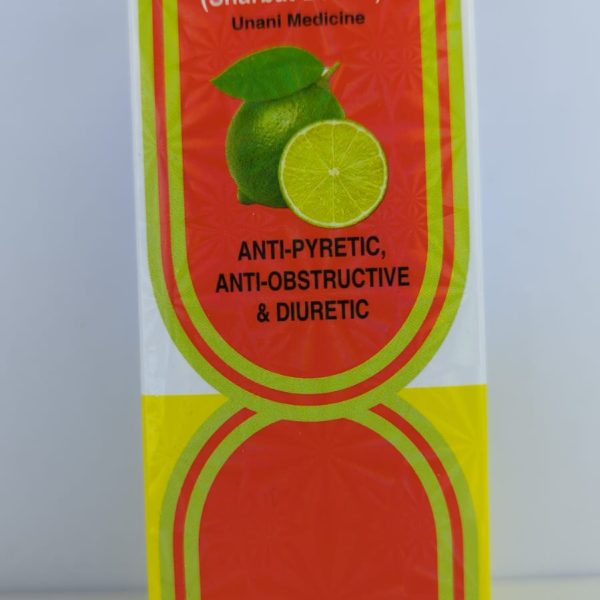 Unani Medicine
ANTI-PYRETIC,
ANTI-OBSTRUCTIVE
& DIURETIC